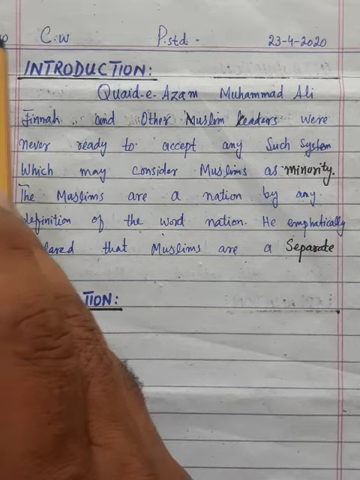 C.W P.std:- 23-4-2020
INTRODUCTION:
Quaid-e-Azam Muhammad Ali
Jinnah and Other Muslim Leaders were
never ready to accept any Such System
Which may consider Muslims as minority.
The Muslims are a nation by any
definition of the word nation. He emphatically
that Muslims are a Separate